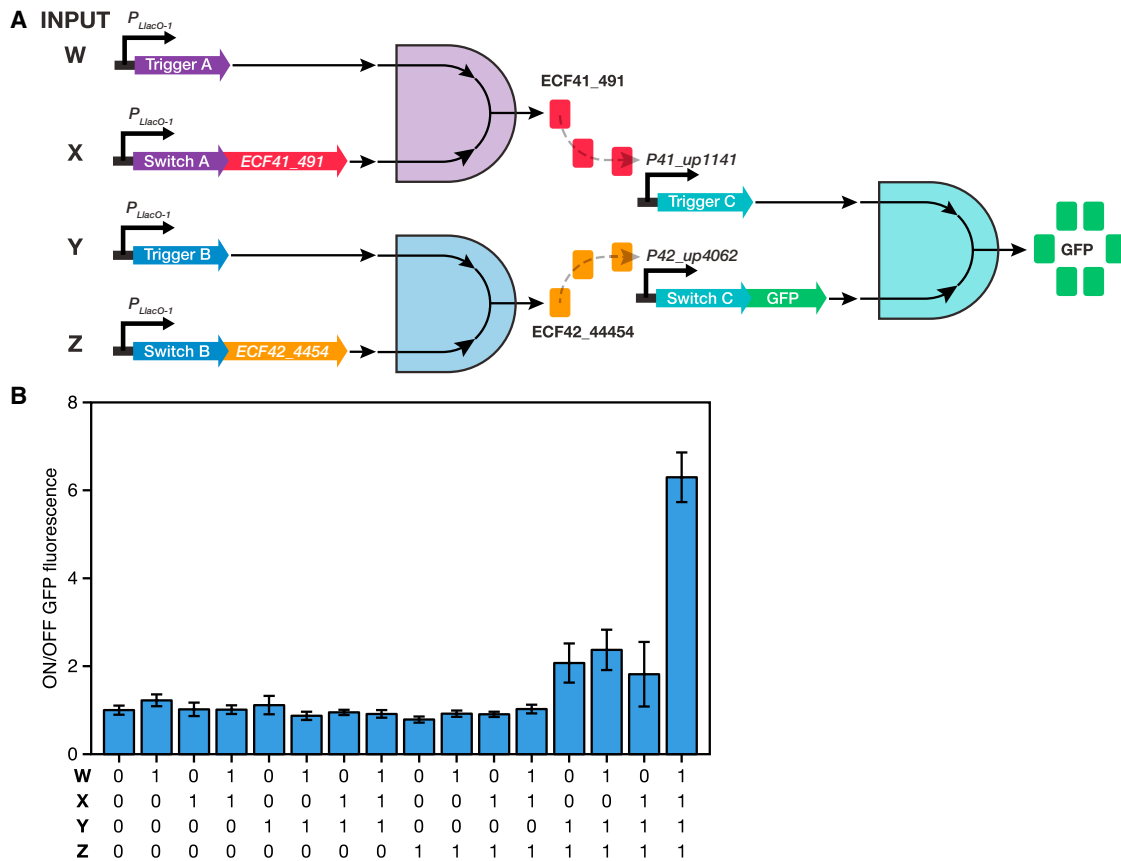 A INPUT
W
P LlacO-1
Trigger A
X
P LlacO-1
Switch A ECF41_491
ECF41_491
P41_up1141
Trigger C
Y
P LlacO-1
Trigger B
Z
P LlacO-1
Switch B ECF42_4454
ECF42_44454
P42_up4062
Switch C GFP
GFP
B
ON/OFF GFP fluorescence
8
6
4
2
0
W 0 1 0 1 0 1 0 1 0 1 0 1 0 1 0 1
X 0 0 1 1 0 0 1 1 0 0 1 1 0 0 1 1
Y 0 0 0 0 1 1 1 1 0 0 0 0 1 1 1 1
Z 0 0 0 0 0 0 0 0 1 1 1 1 1 1 1 1